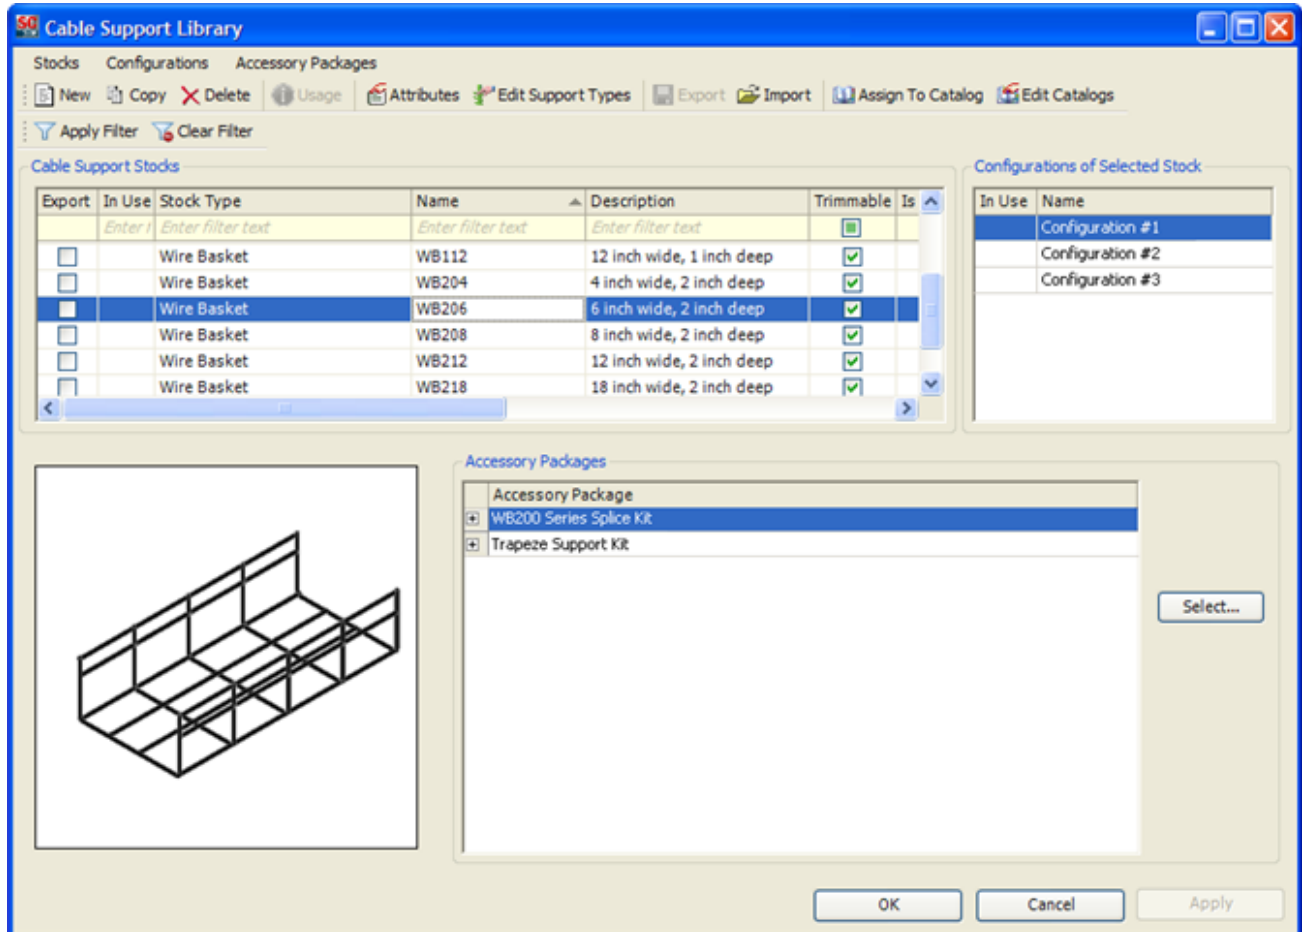 SC Cable Support Library
Stocks Configurations Accessory Packages
New Copy Delete Usage Attributes Edit Support Types Export Import Assign To Catalog Edit Catalogs
Apply Filter Clear Filter
Cable Support Stocks
Export In Use Stock Type Name Description Trimmable Is
Enter Enter filter text Enter filter text Enter filter text
Wire Basket WB112 12 inch wide, 1 inch deep
Wire Basket WB204 4 inch wide, 2 inch deep
Wire Basket WB206 6 inch wide, 2 inch deep
Wire Basket WB208 8 inch wide, 2 inch deep
Wire Basket WB212 12 inch wide, 2 inch deep
Wire Basket WB218 18 inch wide, 2 inch deep
Configurations of Selected Stock
In Use Name
Configuration #1
Configuration #2
Configuration #3
Accessory Packages
Accessory Package
WB200 Series Splice Kit
Trapeze Support Kit
Select...
OK Cancel Apply